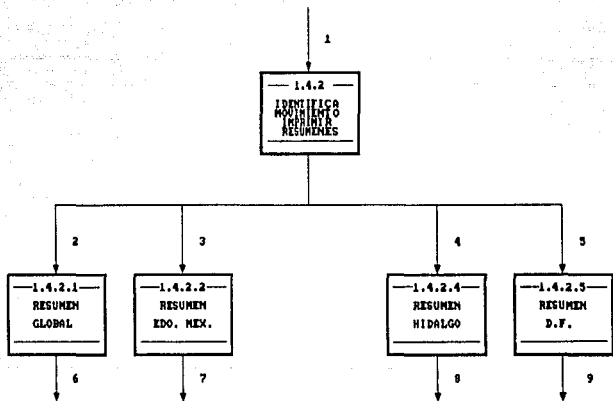 1
1.4.2
IDENTIFICA
MOVIMIENTO
IMPRIMIR
RESUMENES
2
3
4
5
1.4.2.1
RESUMEN
GLOBAL
1.4.2.2
RESUMEN
EDO. MEX.
1.4.2.4
RESUMEN
HIDALGO
1.4.2.5
RESUMEN
D.F.
6
7
8
9